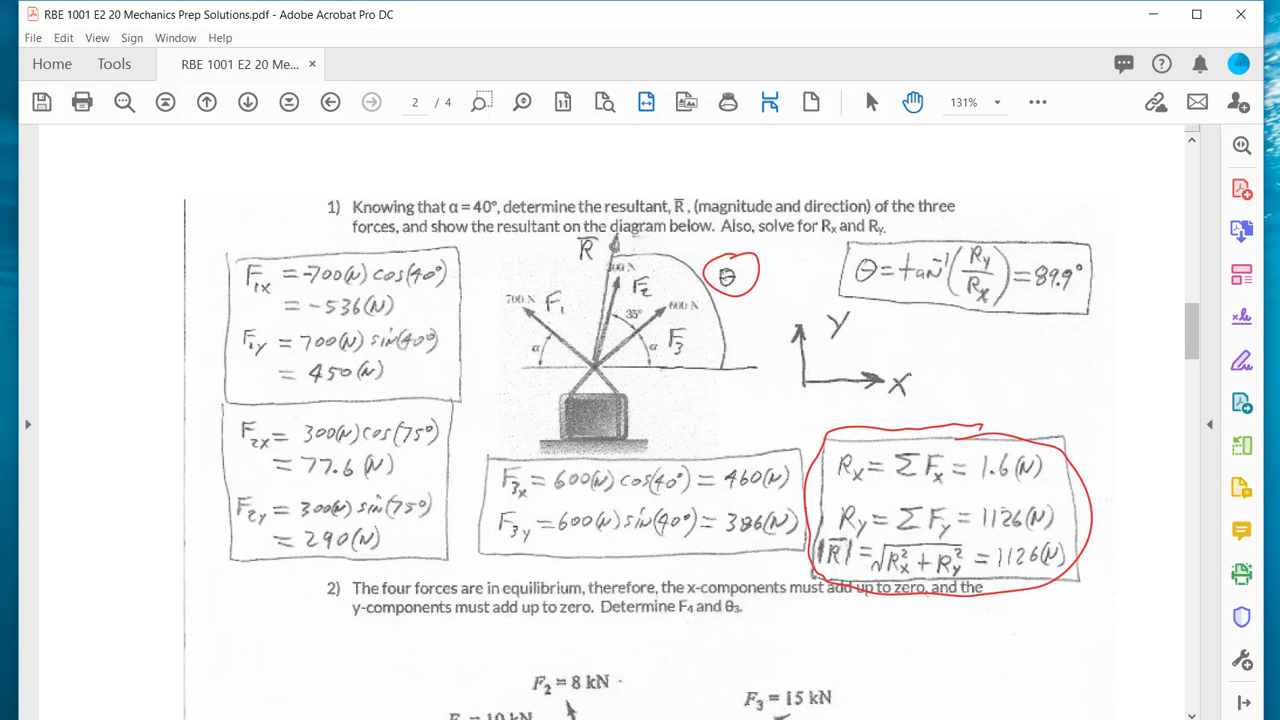 RBE 1001 E2 20 Mechanics Prep Solutions.pdf - Adobe Acrobat Pro DC
File Edit View Sign Window Help
Home Tools RBE 1001 E2 20 Me... ×
2 / 4 131%
1) Knowing that α = 40°, determine the resultant, R̅, (magnitude and direction) of the three
forces, and show the resultant on the diagram below. Also, solve for Rx and Ry.
F1x = -700(N) cos(40°)
= -536(N)
F1y = 700(N) sin(40°)
= 450(N)
F2x = 300(N) cos(75°)
= 77.6(N)
F2y = 300(N) sin(75°)
= 290(N)
R̅
θ
F2
700 N F1
600 N
35°
F3
α α
θ = tan⁻¹(Ry/Rx) = 89.9°
Y
X
F3x = 600(N) cos(40°) = 460(N)
F3y = 600(N) sin(40°) = 386(N)
Rx = ΣFx = 1.6(N)
Ry = ΣFy = 1126(N)
|R̅| = √(Rx² + Ry²) = 1126(N)
2) The four forces are in equilibrium, therefore, the x-components must add up to zero, and the
y-components must add up to zero. Determine F4 and θ3.
F2 = 8 kN
F3 = 15 kN
10 kN